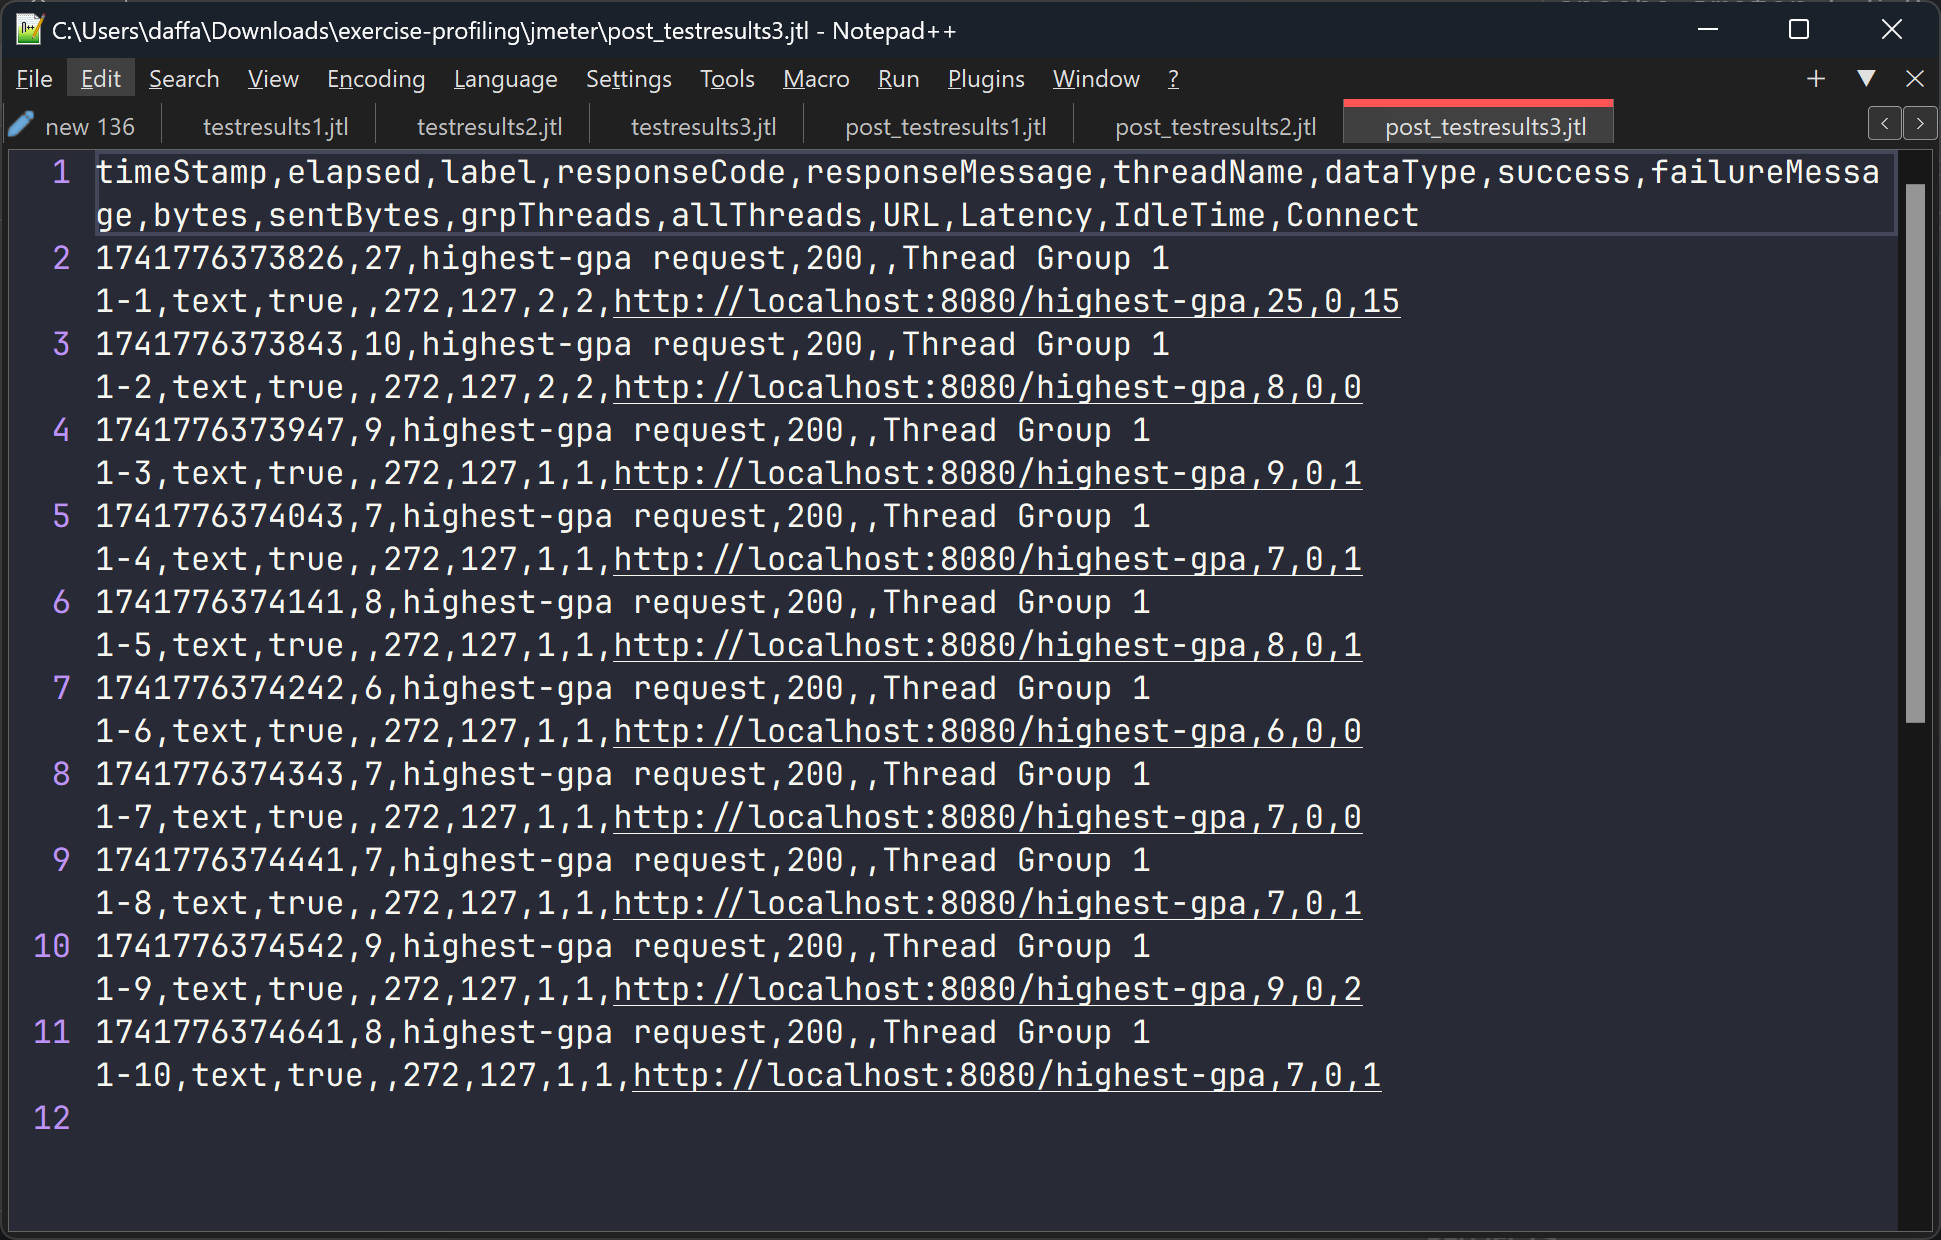 C:\Users\daffa\Downloads\exercise-profiling\jmeter\post_testresults3.jtl - Notepad++
File Edit Search View Encoding Language Settings Tools Macro Run Plugins Window ?
new 136 testresults1.jtl testresults2.jtl testresults3.jtl post_testresults1.jtl post_testresults2.jtl post_testresults3.jtl
1 timeStamp,elapsed,label,responseCode,responseMessage,threadName,dataType,success,failureMessa
ge,bytes,sentBytes,grpThreads,allThreads,URL,Latency,IdleTime,Connect
2 1741776373826,27,highest-gpa request,200,,Thread Group 1
1-1,text,true,,272,127,2,2,http://localhost:8080/highest-gpa,25,0,15
3 1741776373843,10,highest-gpa request,200,,Thread Group 1
1-2,text,true,,272,127,2,2,http://localhost:8080/highest-gpa,8,0,0
4 1741776373947,9,highest-gpa request,200,,Thread Group 1
1-3,text,true,,272,127,1,1,http://localhost:8080/highest-gpa,9,0,1
5 1741776374043,7,highest-gpa request,200,,Thread Group 1
1-4,text,true,,272,127,1,1,http://localhost:8080/highest-gpa,7,0,1
6 1741776374141,8,highest-gpa request,200,,Thread Group 1
1-5,text,true,,272,127,1,1,http://localhost:8080/highest-gpa,8,0,1
7 1741776374242,6,highest-gpa request,200,,Thread Group 1
1-6,text,true,,272,127,1,1,http://localhost:8080/highest-gpa,6,0,0
8 1741776374343,7,highest-gpa request,200,,Thread Group 1
1-7,text,true,,272,127,1,1,http://localhost:8080/highest-gpa,7,0,0
9 1741776374441,7,highest-gpa request,200,,Thread Group 1
1-8,text,true,,272,127,1,1,http://localhost:8080/highest-gpa,7,0,1
10 1741776374542,9,highest-gpa request,200,,Thread Group 1
1-9,text,true,,272,127,1,1,http://localhost:8080/highest-gpa,9,0,2
11 1741776374641,8,highest-gpa request,200,,Thread Group 1
1-10,text,true,,272,127,1,1,http://localhost:8080/highest-gpa,7,0,1
12